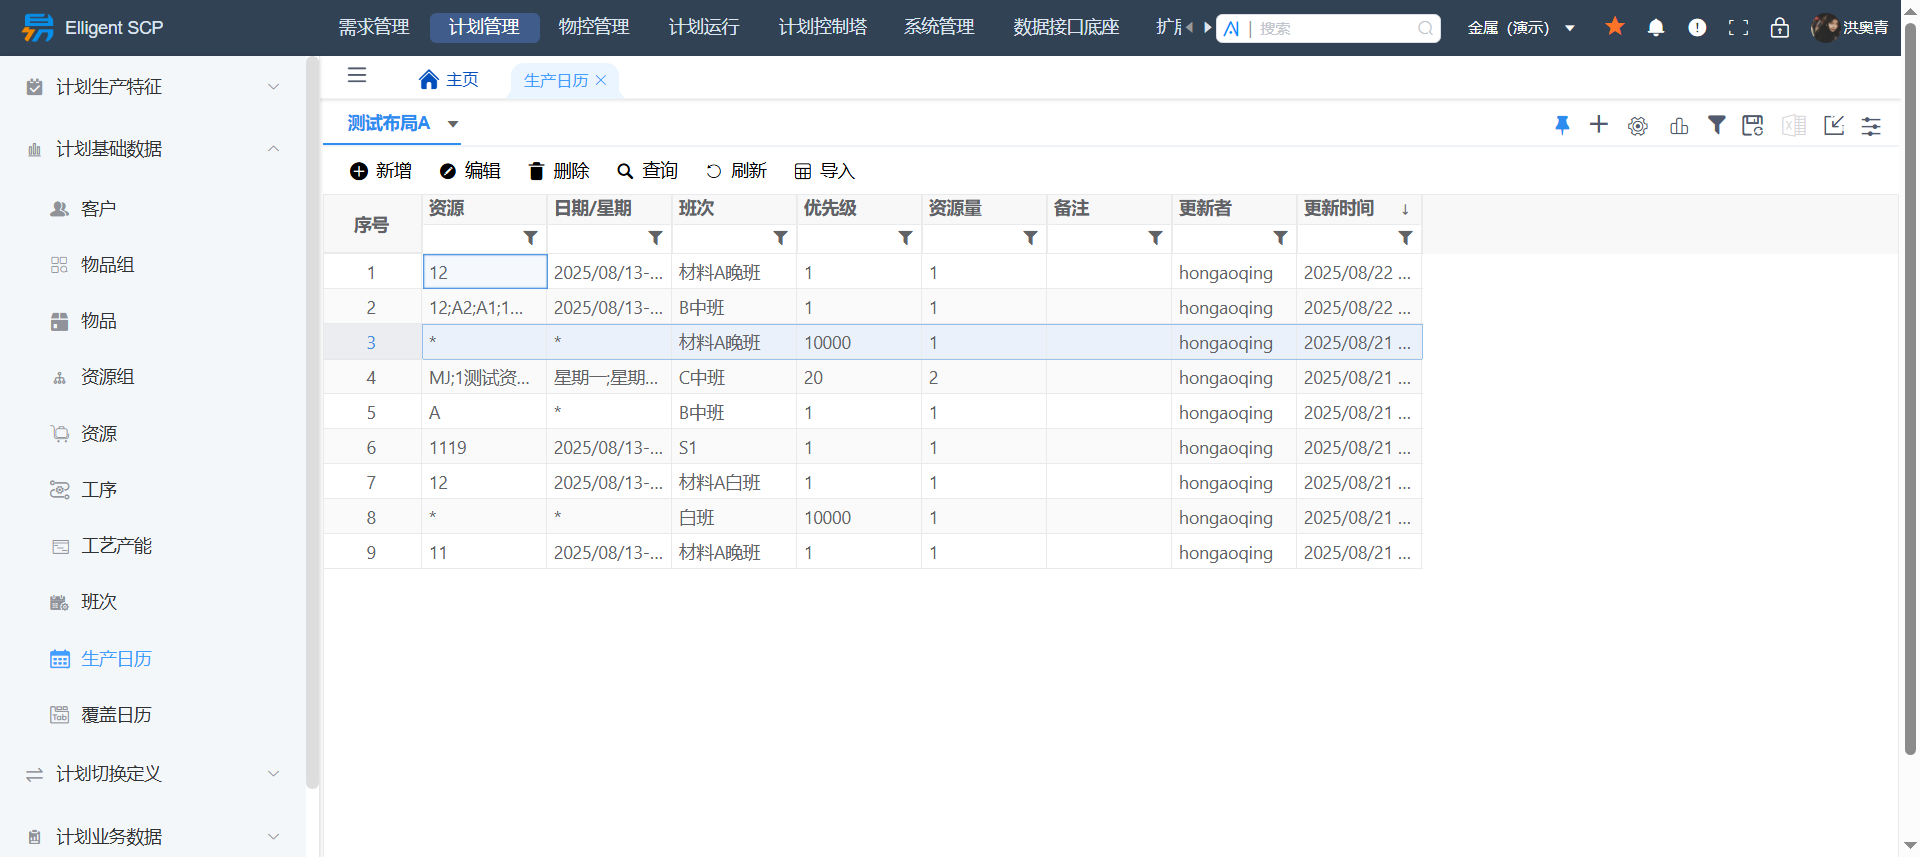 Elligent SCP
需求管理 计划管理 物控管理 计划运行 计划控制塔 系统管理 数据接口底座
搜索
金属 (演示)
洪奥青
计划生产特征
计划基础数据
客户
物品组
物品
资源组
资源
工序
工艺产能
班次
生产日历
覆盖日历
计划切换定义
计划业务数据
主页 生产日历
测试布局A
新增 编辑 删除 查询 刷新 导入
序号 资源 日期/星期 班次 优先级 资源量 备注 更新者 更新时间 ↓
1 12 2025/08/13-... 材料A晚班 1 1 hongaoqing 2025/08/22 ...
2 12;A2;A1;1... 2025/08/13-... B中班 1 1 hongaoqing 2025/08/22 ...
3 * * 材料A晚班 10000 1 hongaoqing 2025/08/21 ...
4 MJ;1测试资... 星期一;星期... C中班 20 2 hongaoqing 2025/08/21 ...
5 A * B中班 1 1 hongaoqing 2025/08/21 ...
6 1119 2025/08/13-... S1 1 1 hongaoqing 2025/08/21 ...
7 12 2025/08/13-... 材料A白班 1 1 hongaoqing 2025/08/21 ...
8 * * 白班 10000 1 hongaoqing 2025/08/21 ...
9 11 2025/08/13-... 材料A晚班 1 1 hongaoqing 2025/08/21 ...